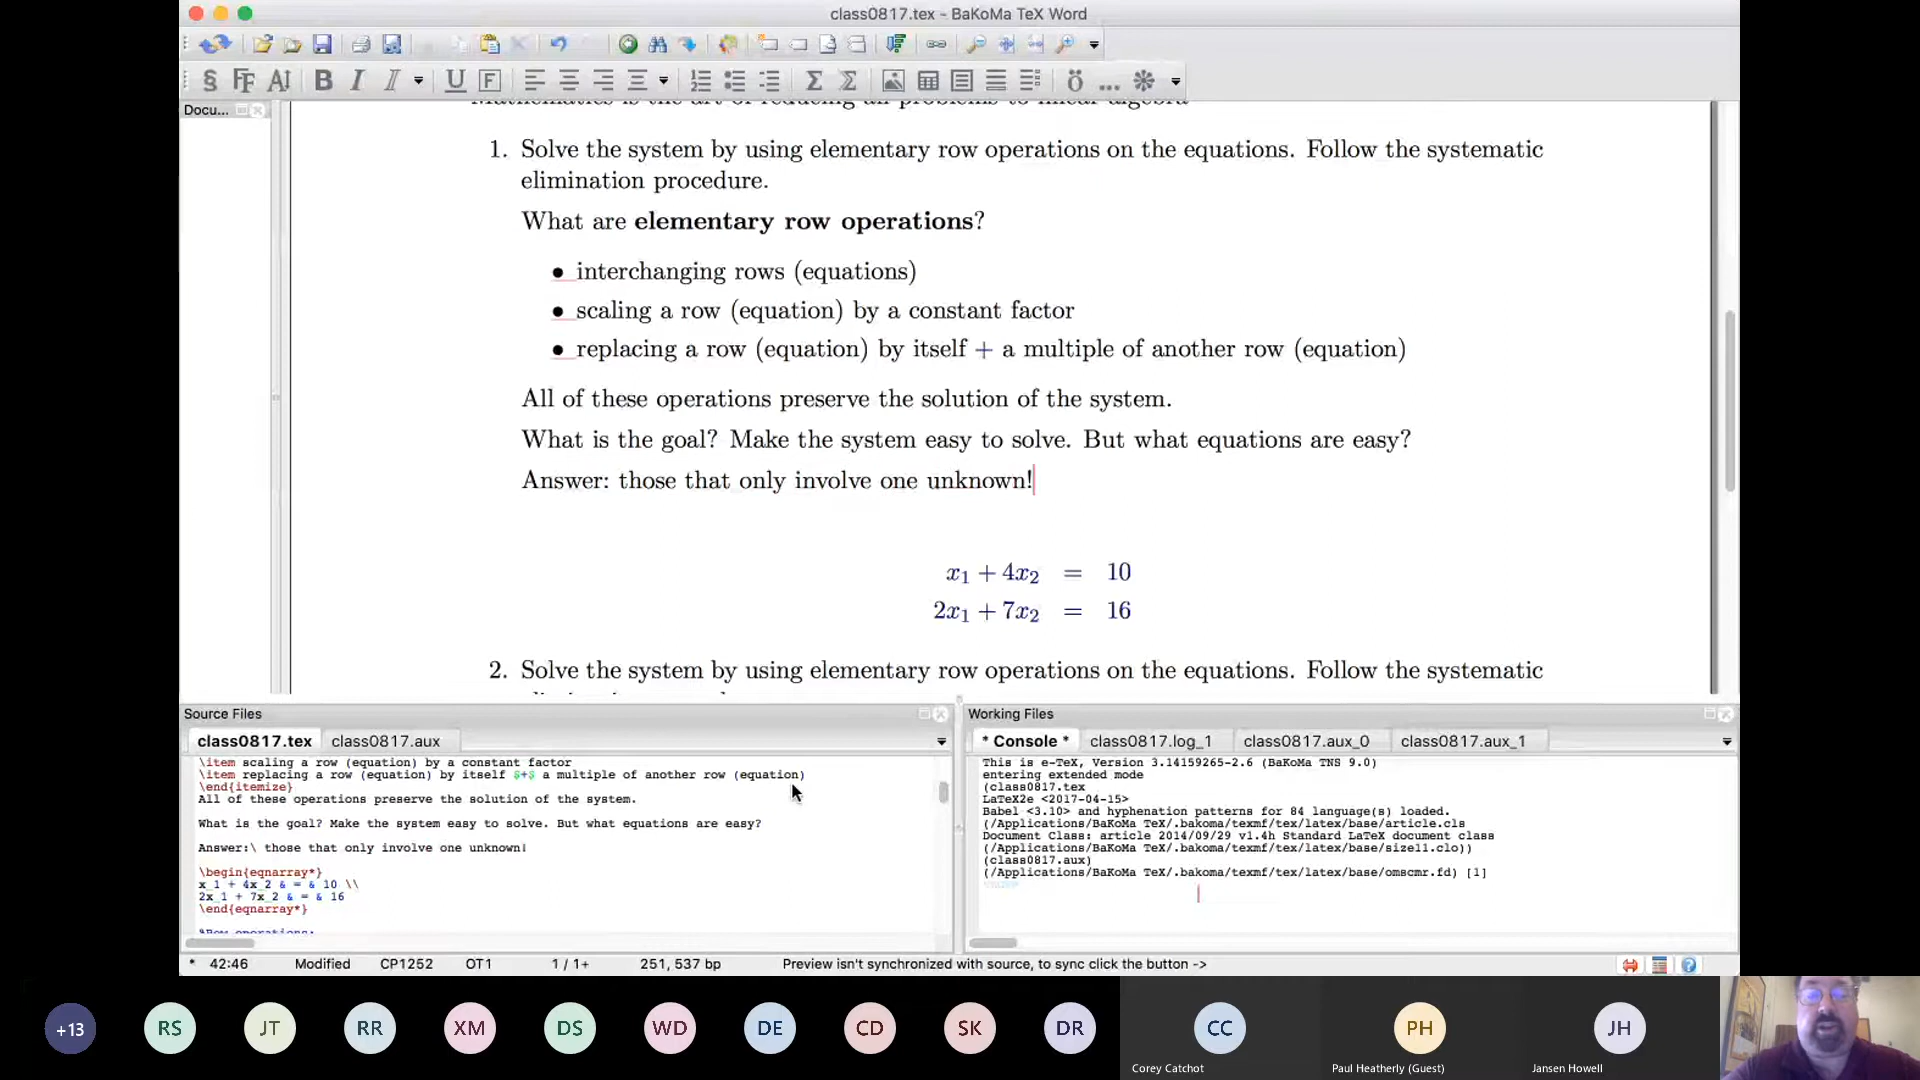 class0817.tex - BaKoMa TeX Word
Docu...
Mathematics is the art of reducing all problems to linear algebra
1. Solve the system by using elementary row operations on the equations. Follow the systematic
elimination procedure.
What are elementary row operations?
• interchanging rows (equations)
• scaling a row (equation) by a constant factor
• replacing a row (equation) by itself + a multiple of another row (equation)
All of these operations preserve the solution of the system.
What is the goal? Make the system easy to solve. But what equations are easy?
Answer: those that only involve one unknown!
x₁ + 4x₂ = 10
2x₁ + 7x₂ = 16
2. Solve the system by using elementary row operations on the equations. Follow the systematic
Source Files
class0817.tex class0817.aux
\item scaling a row (equation) by a constant factor
\item replacing a row (equation) by itself $+$ a multiple of another row (equation)
\end{itemize}
All of these operations preserve the solution of the system.
What is the goal? Make the system easy to solve. But what equations are easy?
Answer:\ those that only involve one unknown!
\begin{eqnarray*}
x_1 + 4x_2 & = & 10 \\
2x_1 + 7x_2 & = & 16
\end{eqnarray*}
%Row operations:
Working Files
* Console * class0817.log_1 class0817.aux_0 class0817.aux_1
This is e-TeX, Version 3.14159265-2.6 (BaKoMa TNS 9.0)
entering extended mode
(class0817.tex
LaTeX2e <2017-04-15>
Babel <3.10> and hyphenation patterns for 84 language(s) loaded.
(/Applications/BaKoMa TeX/.bakoma/texmf/tex/latex/base/article.cls
Document Class: article 2014/09/29 v1.4h Standard LaTeX document class
(/Applications/BaKoMa TeX/.bakoma/texmf/tex/latex/base/size11.clo))
(class0817.aux)
(/Applications/BaKoMa TeX/.bakoma/texmf/tex/latex/base/omscmr.fd) [1]
* 42:46 Modified CP1252 OT1 1 / 1+ 251, 537 bp Preview isn't synchronized with source, to sync click the button ->
+13 RS JT RR XM DS WD DE CD SK DR CC PH JH
Corey Catchot Paul Heatherly (Guest) Jansen Howell